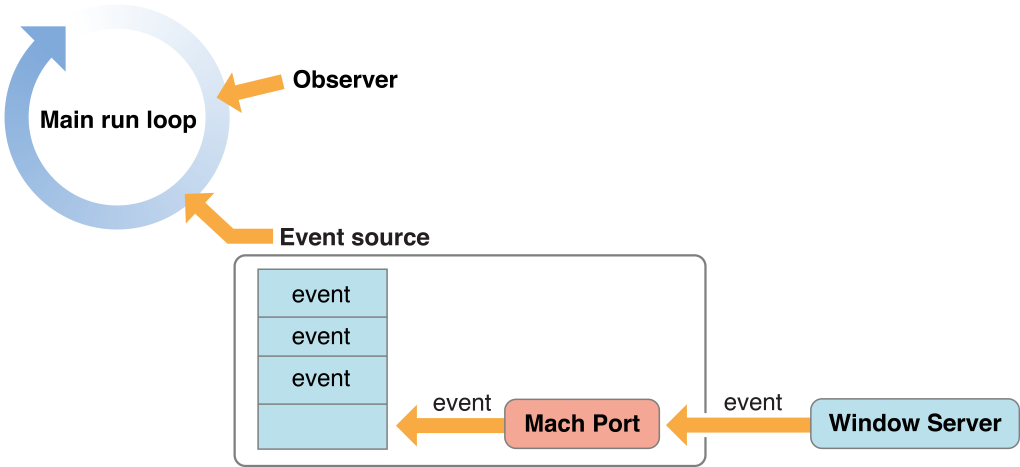 Observer
Main run loop
Event source
event
event
event
event
event
Mach Port
Window Server